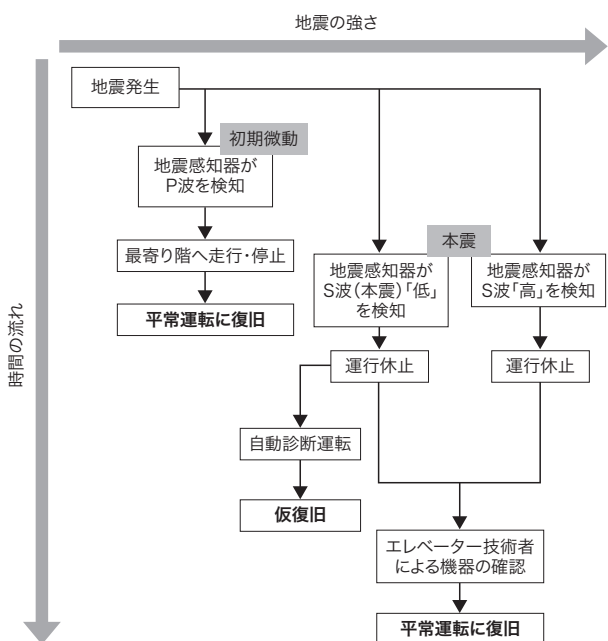 地震の強さ
時間の流れ
地震発生
初期微動
地震感知器が
P波を検知
最寄り階へ走行・停止
平常運転に復旧
本震
地震感知器が
S波(本震)「低」
を検知
地震感知器が
S波「高」を検知
運行休止
運行休止
自動診断運転
仮復旧
エレベーター技術者
による機器の確認
平常運転に復旧